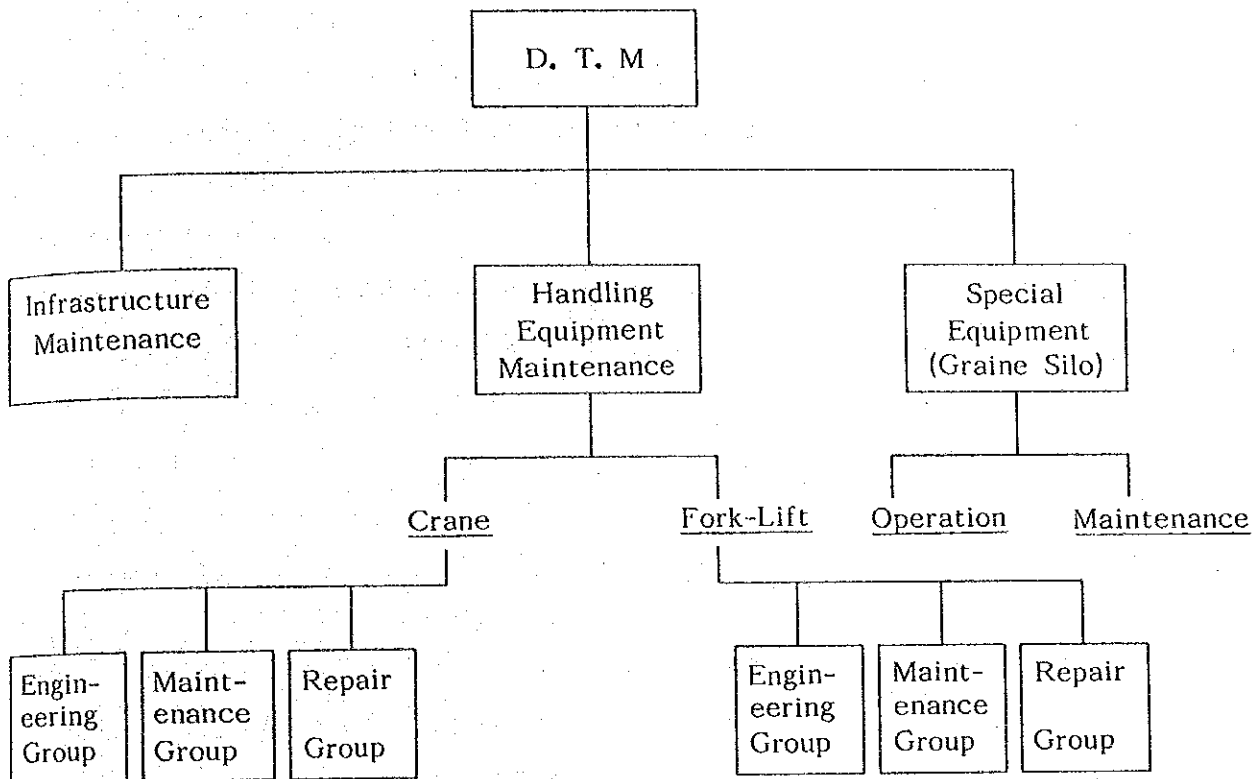 D. T. M
Infrastructure
Maintenance
Handling
Equipment
Maintenance
Special
Equipment
(Graine Silo)
Crane
Fork-Lift
Operation
Maintenance
Engin-
eering
Group
Maint-
enance
Group
Repair
Group
Engin-
eering
Group
Maint-
enance
Group
Repair
Group